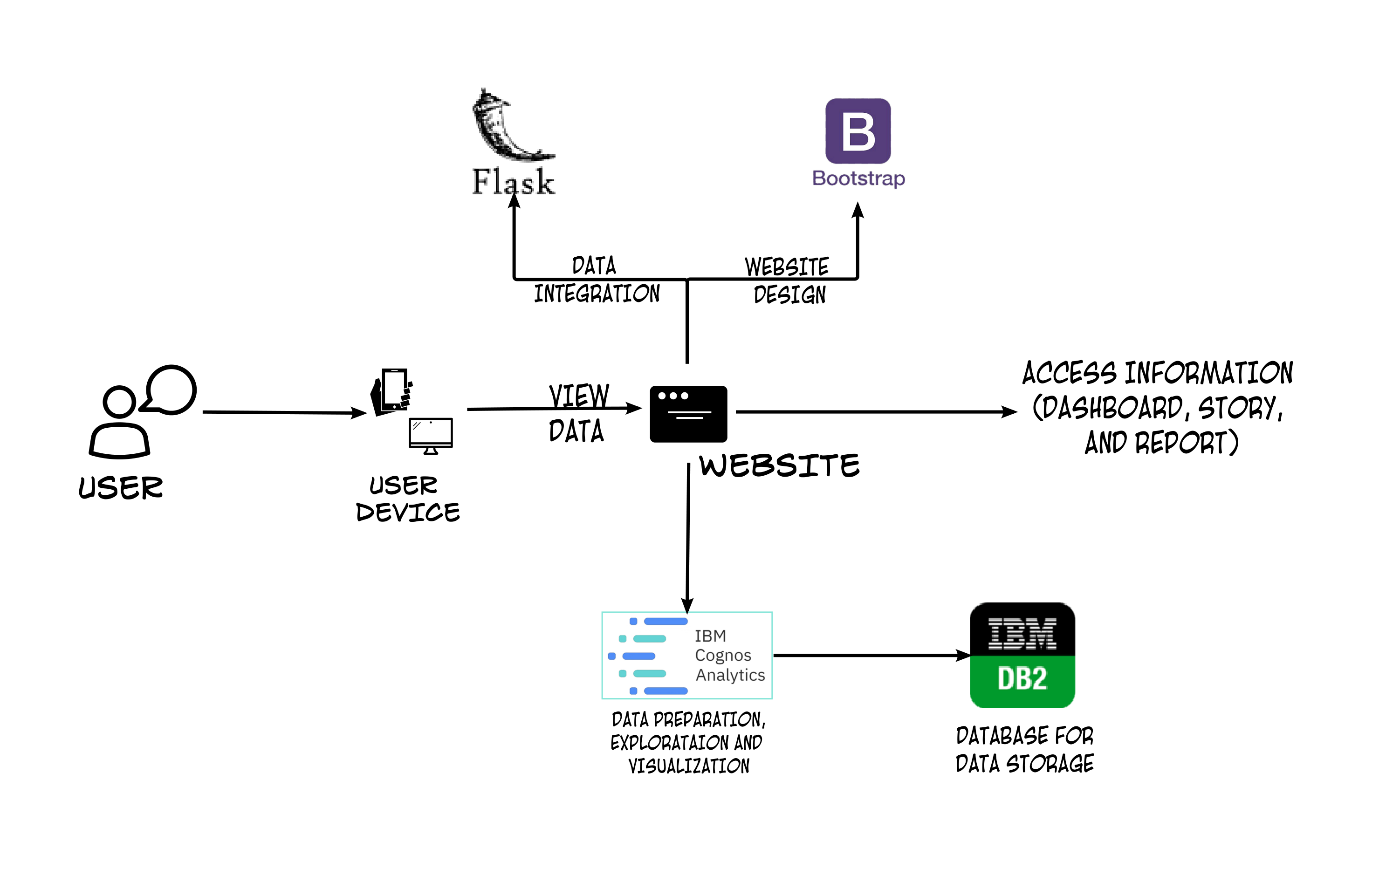 Flask
B
Bootstrap
DATA
INTEGRATION
WEBSITE
DESIGN
USER
USER
DEVICE
VIEW
DATA
WEBSITE
ACCESS INFORMATION
(DASHBOARD, STORY,
AND REPORT)
IBM
Cognos
Analytics
DATA PREPARATION,
EXPLORATAION AND
VISUALIZATION
IBM
DB2
DATABASE FOR
DATA STORAGE